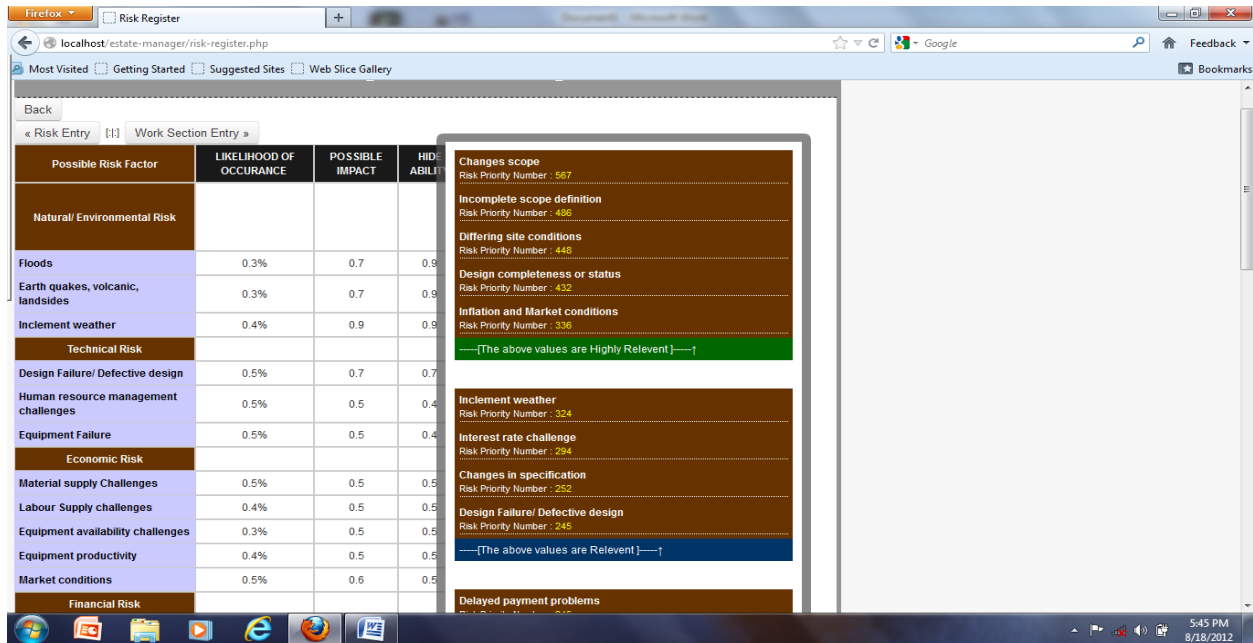 Firefox
Risk Register
localhost/estate-manager/risk-register.php
Google
Feedback
Most Visited Getting Started Suggested Sites Web Slice Gallery
Bookmarks
Back
« Risk Entry [:|:] Work Section Entry »
Possible Risk Factor LIKELIHOOD OF OCCURANCE POSSIBLE IMPACT HIDE
Natural/ Environmental Risk
Floods 0.3% 0.7 0.9
Earth quakes, volcanic, landsides 0.3% 0.7 0.9
Inclement weather 0.4% 0.9 0.9
Technical Risk
Design Failure/ Defective design 0.5% 0.7 0.7
Human resource management challenges 0.5% 0.5 0.4
Equipment Failure 0.5% 0.5 0.4
Economic Risk
Material supply Challenges 0.5% 0.5 0.5
Labour Supply challenges 0.4% 0.5 0.5
Equipment availability challenges 0.3% 0.5 0.5
Equipment productivity 0.4% 0.5 0.5
Market conditions 0.5% 0.6 0.5
Financial Risk
Changes scope
Risk Priority Number : 567
Incomplete scope definition
Risk Priority Number : 486
Differing site conditions
Risk Priority Number : 448
Design completeness or status
Risk Priority Number : 432
Inflation and Market conditions
Risk Priority Number : 336
-----[The above values are Highly Relevent ]-----↑
Inclement weather
Risk Priority Number : 324
Interest rate challenge
Risk Priority Number : 294
Changes in specification
Risk Priority Number : 252
Design Failure/ Defective design
Risk Priority Number : 245
-----[The above values are Relevent ]-----↑
Delayed payment problems
5:45 PM
8/18/2012